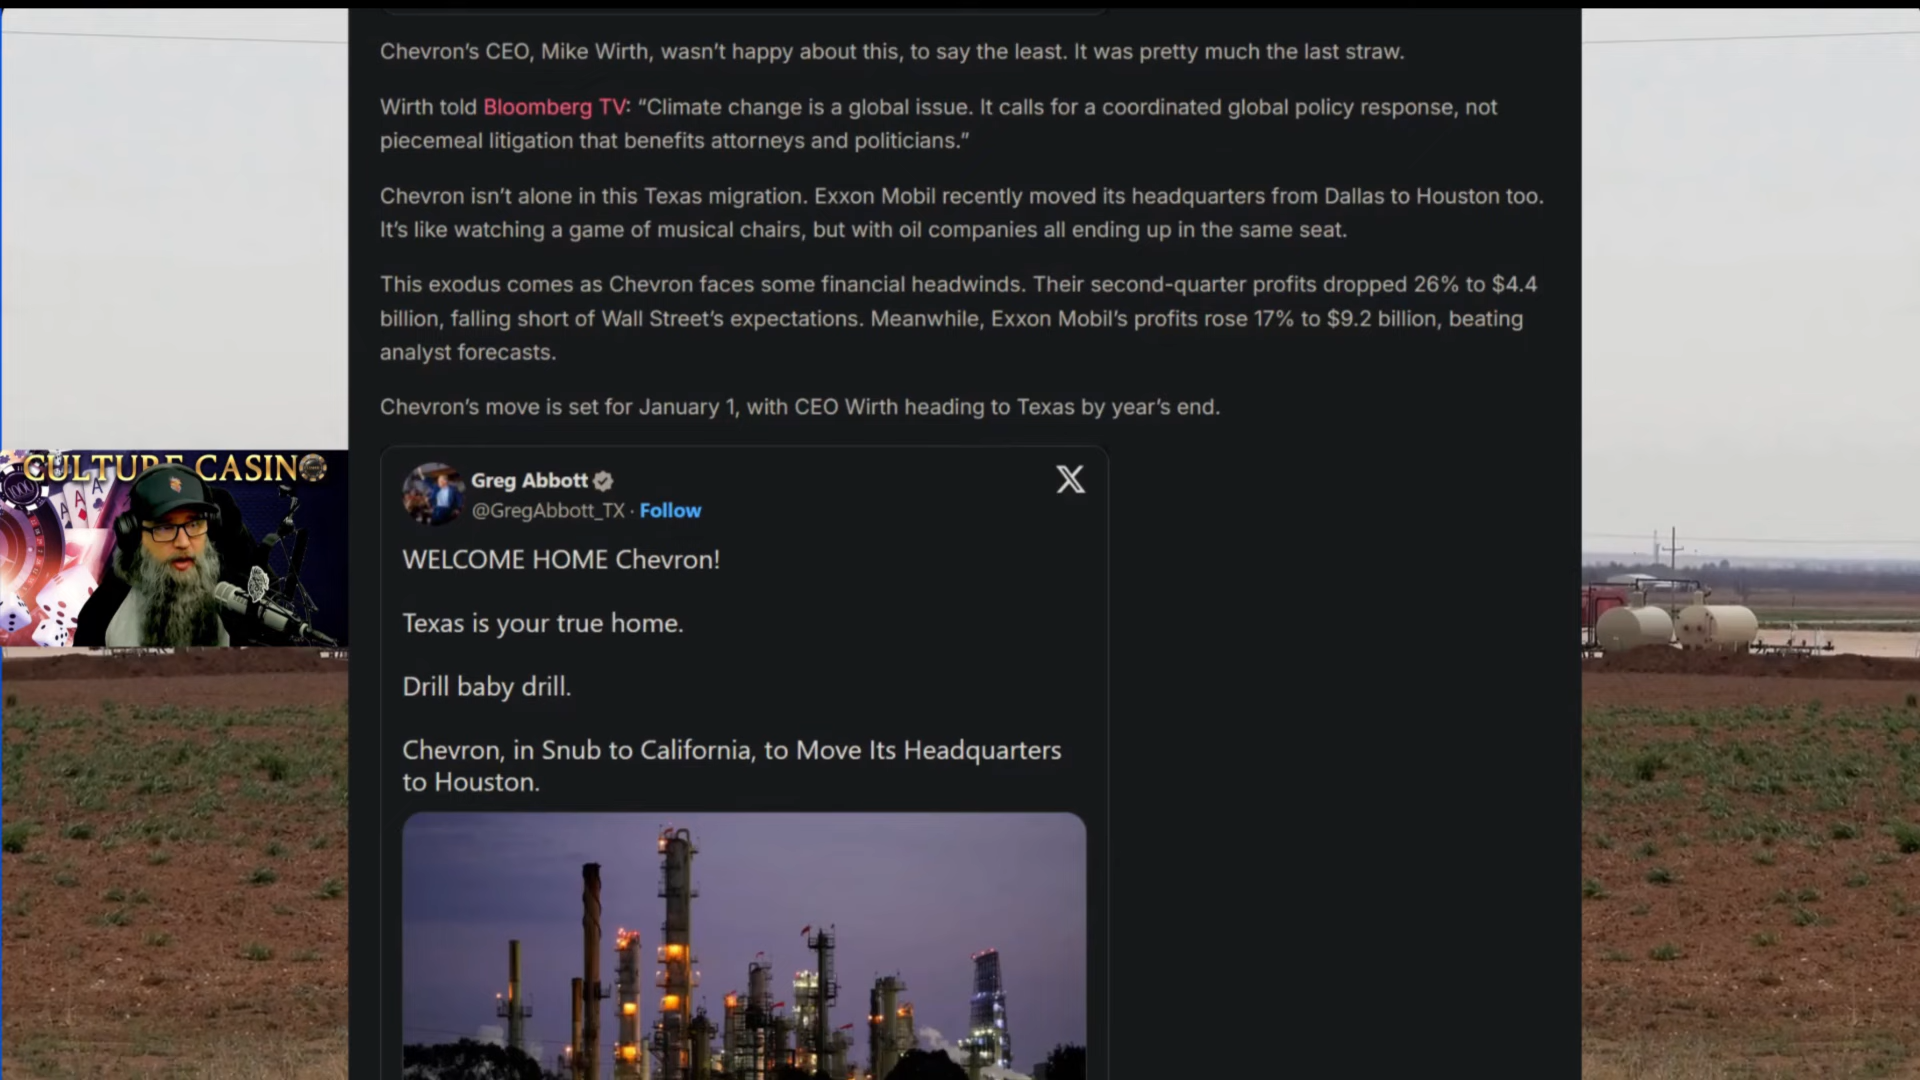 Chevron’s CEO, Mike Wirth, wasn’t happy about this, to say the least. It was pretty much the last straw.
Wirth told Bloomberg TV: “Climate change is a global issue. It calls for a coordinated global policy response, not
piecemeal litigation that benefits attorneys and politicians.”
Chevron isn’t alone in this Texas migration. Exxon Mobil recently moved its headquarters from Dallas to Houston too.
It’s like watching a game of musical chairs, but with oil companies all ending up in the same seat.
This exodus comes as Chevron faces some financial headwinds. Their second-quarter profits dropped 26% to $4.4
billion, falling short of Wall Street’s expectations. Meanwhile, Exxon Mobil’s profits rose 17% to $9.2 billion, beating
analyst forecasts.
Chevron’s move is set for January 1, with CEO Wirth heading to Texas by year’s end.
CULTURE CASINO
Greg Abbott
@GregAbbott_TX · Follow
WELCOME HOME Chevron!
Texas is your true home.
Drill baby drill.
Chevron, in Snub to California, to Move Its Headquarters
to Houston.